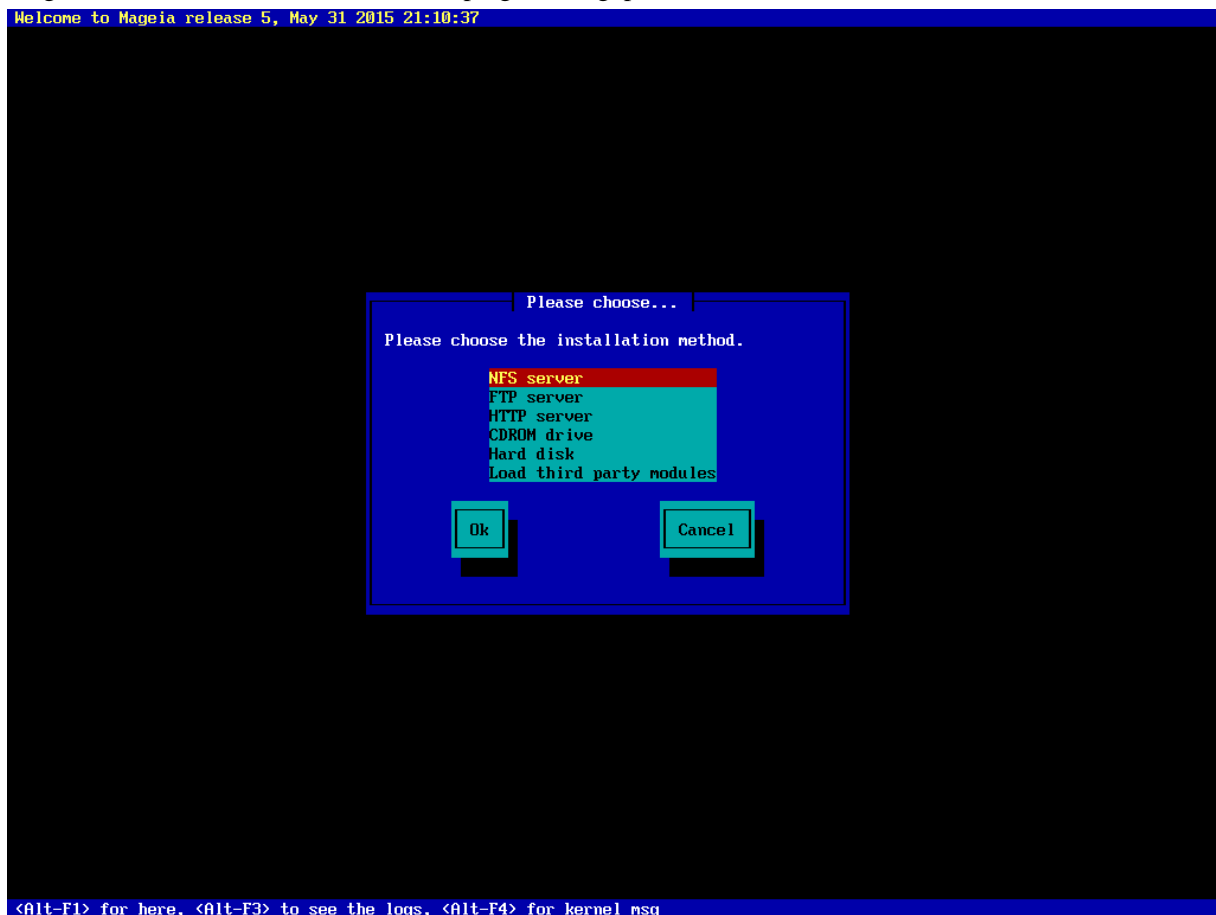 Welcome to Mageia release 5, May 31 2015 21:10:37
Please choose...
Please choose the installation method.
NFS server
FTP server
HTTP server
CDROM drive
Hard disk
Load third party modules
Ok Cancel
<Alt-F1> for here, <Alt-F3> to see the logs, <Alt-F4> for kernel msg